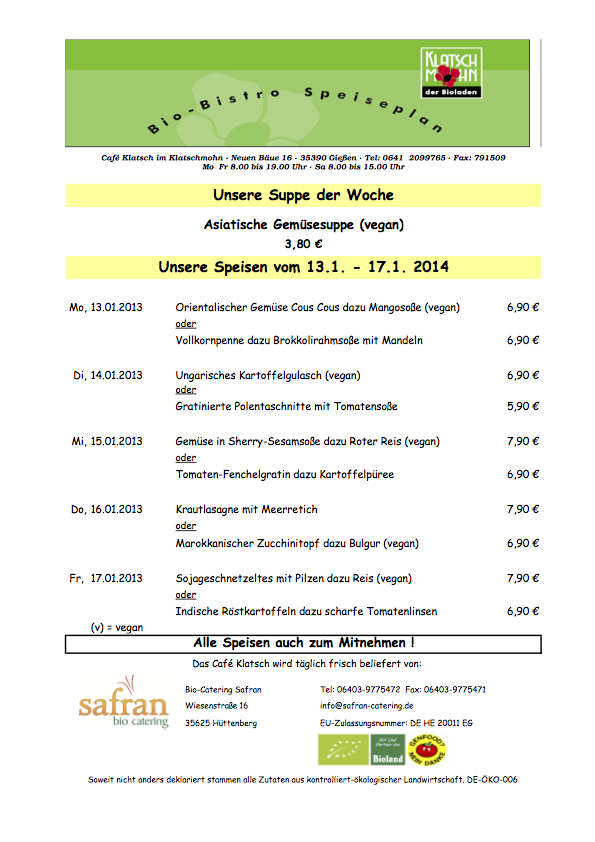 KLATSCH
MOHN
der Bioladen
Bio-Bistro Speiseplan
Café Klatsch im Klatschmohn · Neuen Bäue 16 · 35390 Gießen · Tel: 0641 2099765 · Fax: 791509
Mo Fr 8.00 bis 19.00 Uhr · Sa 8.00 bis 15.00 Uhr
Unsere Suppe der Woche
Asiatische Gemüsesuppe (vegan)
3,80 €
Unsere Speisen vom 13.1. - 17.1. 2014
Mo, 13.01.2013 Orientalischer Gemüse Cous Cous dazu Mangosoße (vegan) 6,90 €
oder
Vollkornpenne dazu Brokkolirahmsoße mit Mandeln 6,90 €
Di, 14.01.2013 Ungarisches Kartoffelgulasch (vegan) 6,90 €
oder
Gratinierte Polentaschnitte mit Tomatensoße 5,90 €
Mi, 15.01.2013 Gemüse in Sherry-Sesamsoße dazu Roter Reis (vegan) 7,90 €
oder
Tomaten-Fenchelgratin dazu Kartoffelpüree 6,90 €
Do, 16.01.2013 Krautlasagne mit Meerretich 7,90 €
oder
Marokkanischer Zucchinitopf dazu Bulgur (vegan) 6,90 €
Fr, 17.01.2013 Sojageschnetzeltes mit Pilzen dazu Reis (vegan) 7,90 €
oder
Indische Röstkartoffeln dazu scharfe Tomatenlinsen 6,90 €
(v) = vegan
Alle Speisen auch zum Mitnehmen !
Das Café Klatsch wird täglich frisch beliefert von:
safran
bio catering
Bio-Catering Safran Tel: 06403-9775472 Fax: 06403-9775471
Wiesenstraße 16 info@safran-catering.de
35625 Hüttenberg EU-Zulassungsnummer: DE HE 20011 EG
Wir sind
Partner von
Bioland
GENFOOD?
NEIN DANKE
Soweit nicht anders deklariert stammen alle Zutaten aus kontrolliert-ökologischer Landwirtschaft. DE-ÖKO-006